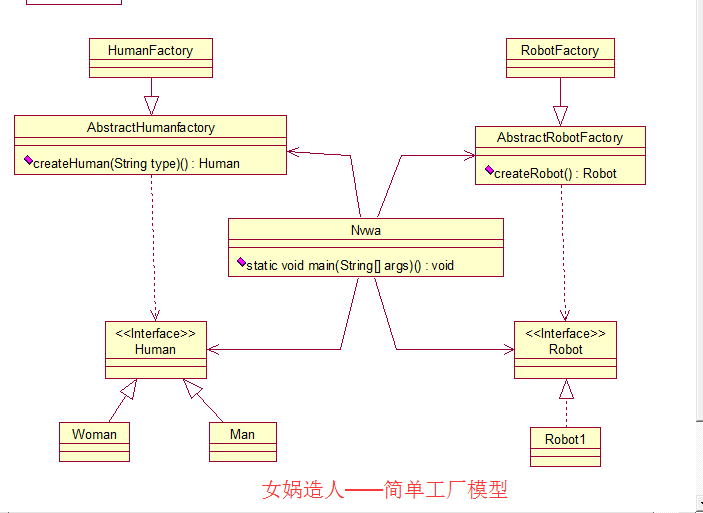 HumanFactory
RobotFactory
AbstractHumanfactory
createHuman(String type)() : Human
AbstractRobotFactory
createRobot() : Robot
Nvwa
static void main(String[] args)() : void
<<Interface>>
Human
<<Interface>>
Robot
Woman
Man
Robot1
女娲造人——简单工厂模型